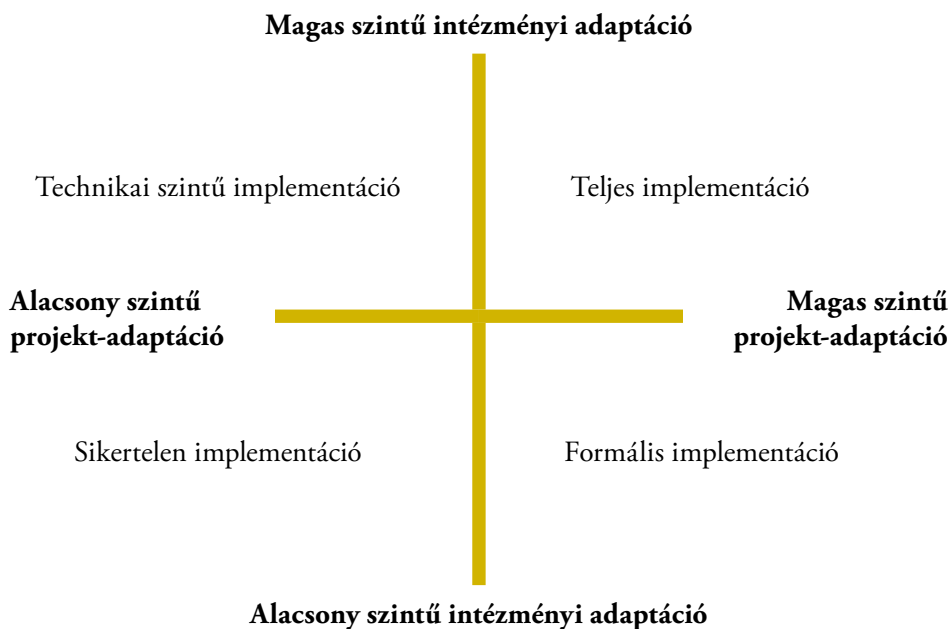 Magas szintű intézményi adaptáció
Technikai szintű implementáció
Teljes implementáció
Alacsony szintű
projekt-adaptáció
Magas szintű
projekt-adaptáció
Sikertelen implementáció
Formális implementáció
Alacsony szintű intézményi adaptáció